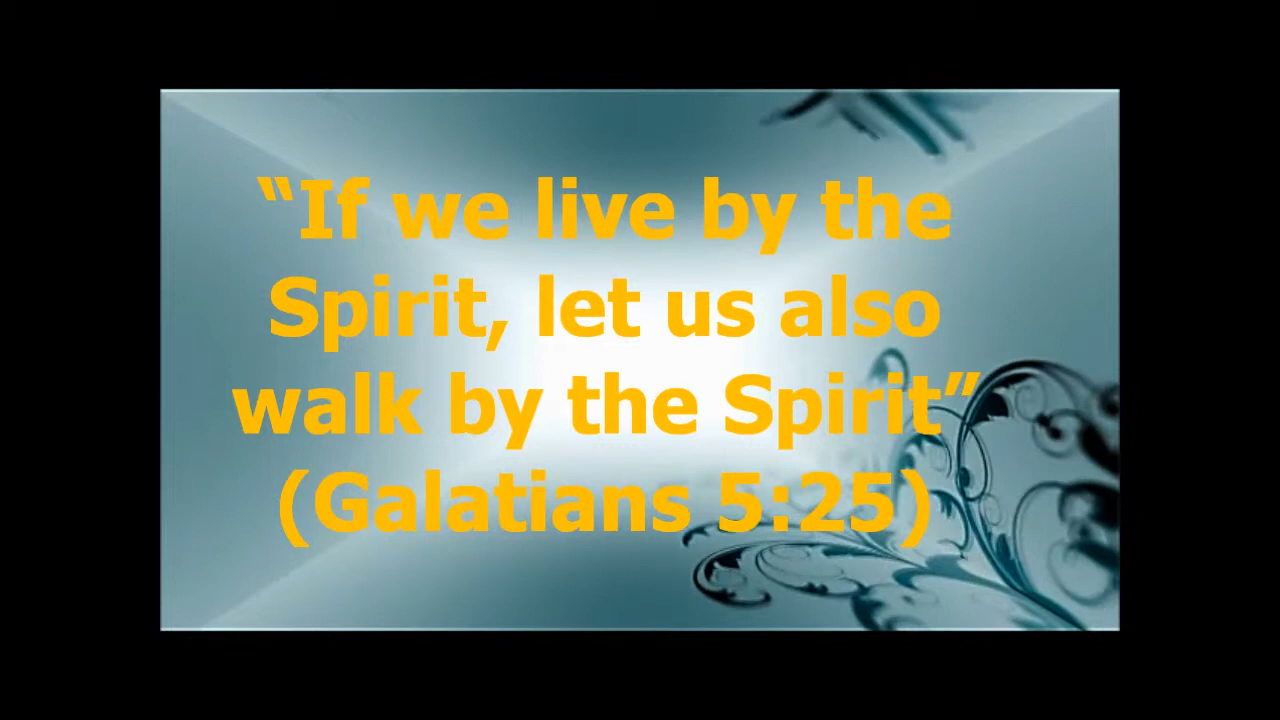 “If we live by the
Spirit, let us also
walk by the Spirit”
(Galatians 5:25)